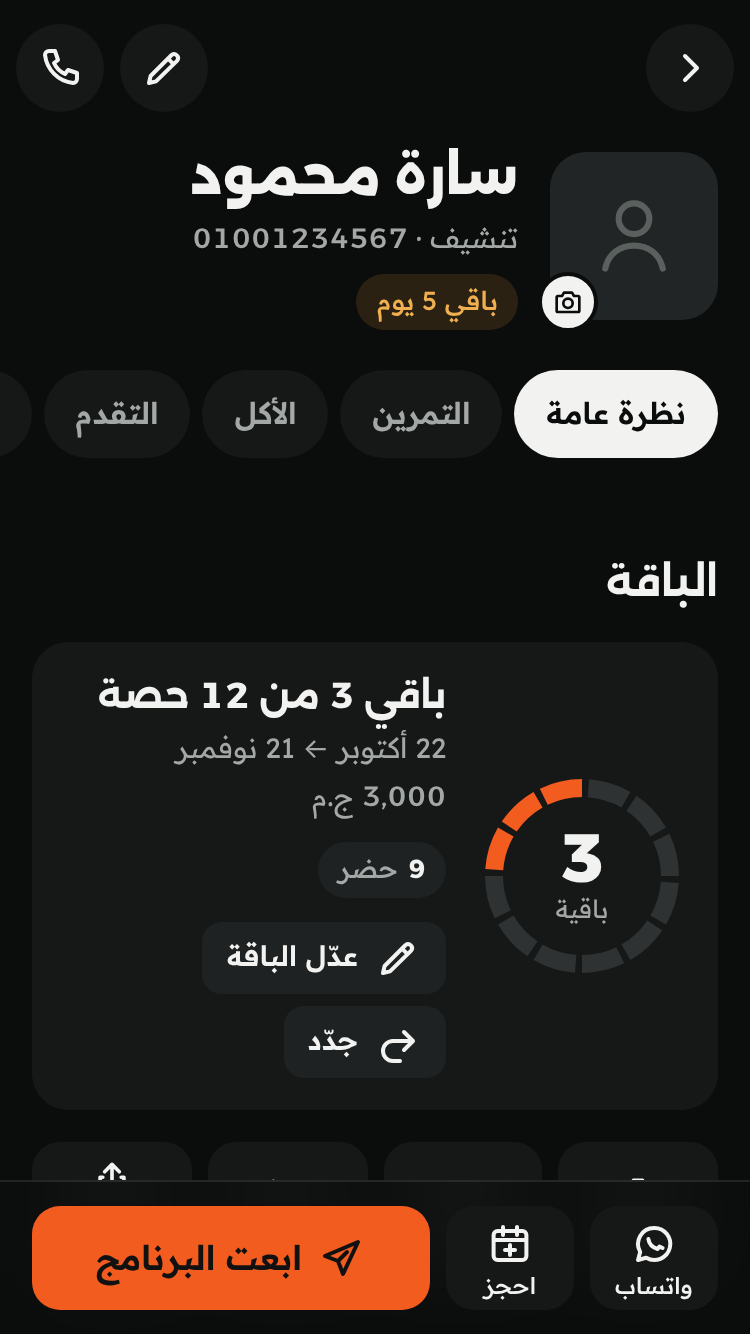 سارة محمود
تنشيف · 01001234567
باقي 5 يوم
نظرة عامة
التمرين
الأكل
التقدم
الباقة
باقي 3 من 12 حصة
22 أكتوبر ← 21 نوفمبر
3,000 ج.م
3
باقية
9 حضر
عدّل الباقة
جدّد
واتساب
احجز
ابعت البرنامج